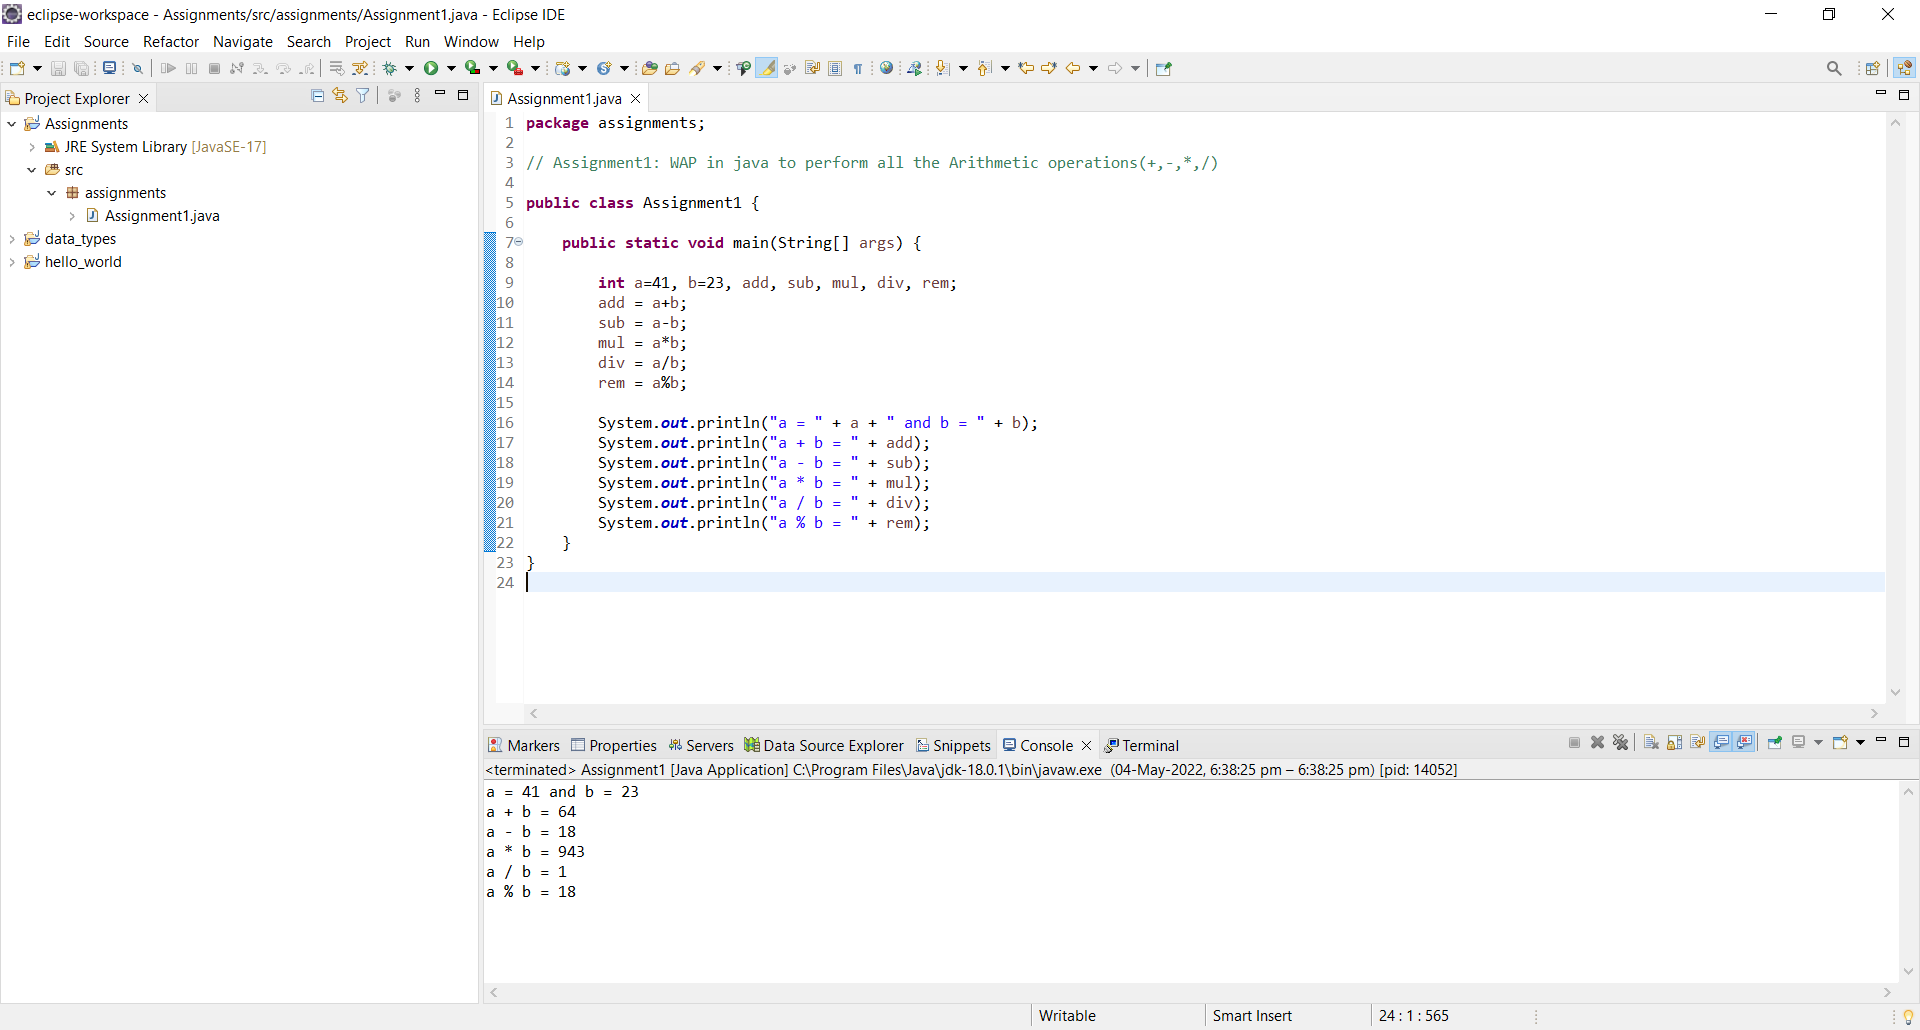 eclipse-workspace - Assignments/src/assignments/Assignment1.java - Eclipse IDE
File Edit Source Refactor Navigate Search Project Run Window Help
Project Explorer
Assignments
JRE System Library [JavaSE-17]
src
assignments
Assignment1.java
data_types
hello_world
Assignment1.java
1 package assignments;
2
3 // Assignment1: WAP in java to perform all the Arithmetic operations(+,-,*,/)
4
5 public class Assignment1 {
6
7     public static void main(String[] args) {
8
9         int a=41, b=23, add, sub, mul, div, rem;
10         add = a+b;
11         sub = a-b;
12         mul = a*b;
13         div = a/b;
14         rem = a%b;
15
16         System.out.println("a = " + a + " and b = " + b);
17         System.out.println("a + b = " + add);
18         System.out.println("a - b = " + sub);
19         System.out.println("a * b = " + mul);
20         System.out.println("a / b = " + div);
21         System.out.println("a % b = " + rem);
22     }
23 }
24
Markers Properties Servers Data Source Explorer Snippets Console Terminal
<terminated> Assignment1 [Java Application] C:\Program Files\Java\jdk-18.0.1\bin\javaw.exe (04-May-2022, 6:38:25 pm – 6:38:25 pm) [pid: 14052]
a = 41 and b = 23
a + b = 64
a - b = 18
a * b = 943
a / b = 1
a % b = 18
Writable Smart Insert 24 : 1 : 565